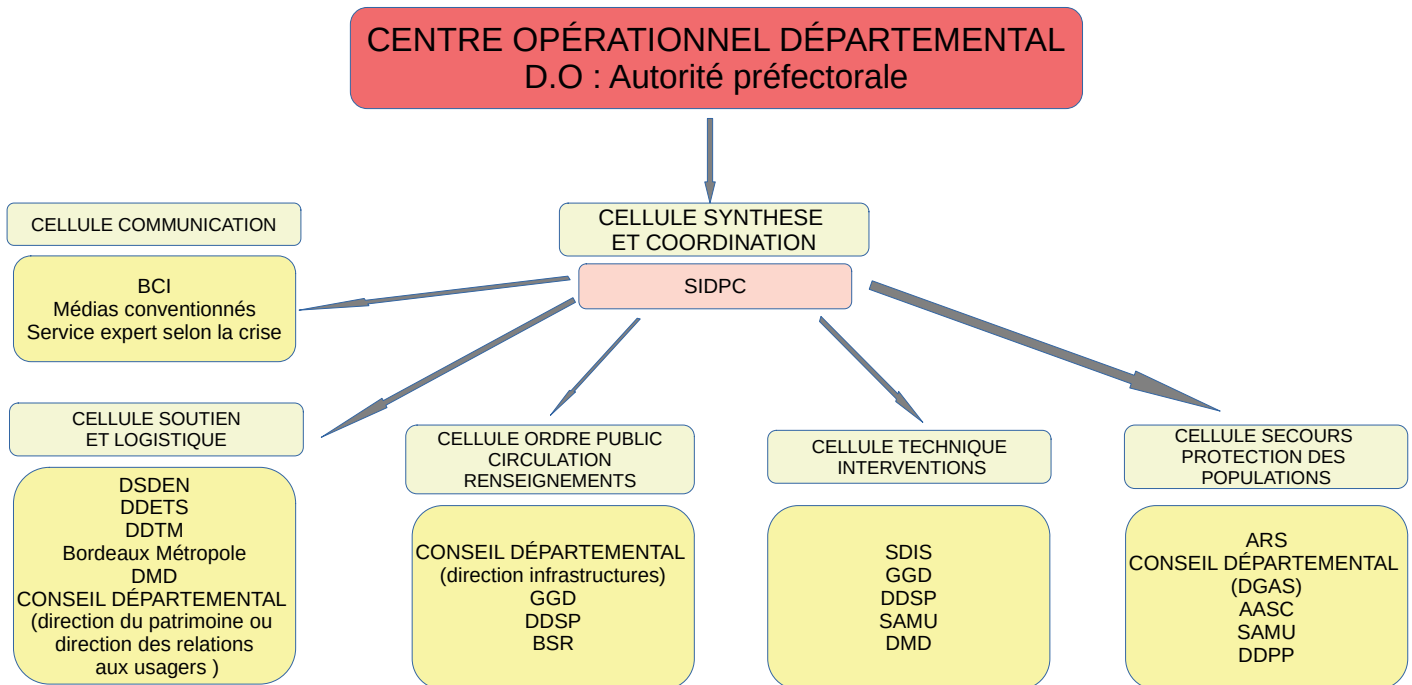 CENTRE OPÉRATIONNEL DÉPARTEMENTAL
D.O : Autorité préfectorale
CELLULE COMMUNICATION
BCI
Médias conventionnés
Service expert selon la crise
CELLULE SYNTHESE
ET COORDINATION
SIDPC
CELLULE SOUTIEN
ET LOGISTIQUE
DSDEN
DDETS
DDTM
Bordeaux Métropole
DMD
CONSEIL DÉPARTEMENTAL
(direction du patrimoine ou
direction des relations
aux usagers )
CELLULE ORDRE PUBLIC
CIRCULATION
RENSEIGNEMENTS
CONSEIL DÉPARTEMENTAL
(direction infrastructures)
GGD
DDSP
BSR
CELLULE TECHNIQUE
INTERVENTIONS
SDIS
GGD
DDSP
SAMU
DMD
CELLULE SECOURS
PROTECTION DES
POPULATIONS
ARS
CONSEIL DÉPARTEMENTAL
(DGAS)
AASC
SAMU
DDPP